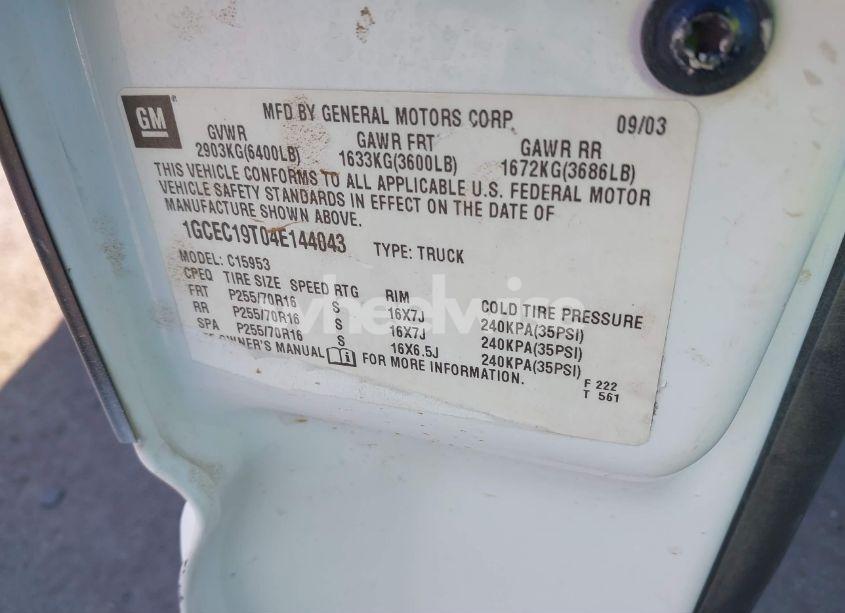 GM
MFD BY GENERAL MOTORS CORP. 09/03
GVWR GAWR FRT GAWR RR
2903KG(6400LB) 1633KG(3600LB) 1672KG(3686LB)
THIS VEHICLE CONFORMS TO ALL APPLICABLE U.S. FEDERAL MOTOR
VEHICLE SAFETY STANDARDS IN EFFECT ON THE DATE OF
MANUFACTURE SHOWN ABOVE.
1GCEC19T04E144043 TYPE: TRUCK
MODEL: C15953
CPEQ TIRE SIZE SPEED RTG RIM COLD TIRE PRESSURE
FRT P255/70R16 S 16X7J 240KPA(35PSI)
RR P255/70R16 S 16X7J 240KPA(35PSI)
SPA P255/70R16 S 16X6.5J 240KPA(35PSI)
OWNER'S MANUAL FOR MORE INFORMATION.
F 222
T 561
wheelwise